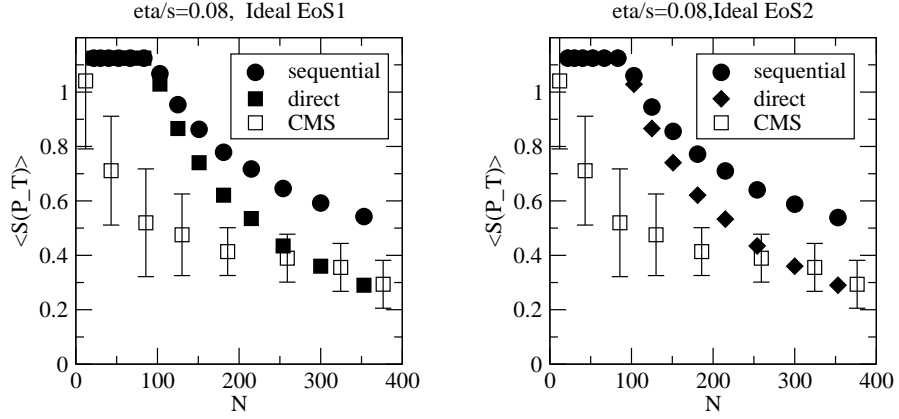 eta/s=0.08, Ideal EoS1
sequential
direct
CMS
<S(P_T)>
1
0.8
0.6
0.4
0.2
0
0
100
200
300
400
N
eta/s=0.08,Ideal EoS2
sequential
direct
CMS
<S(P_T)>
1
0.8
0.6
0.4
0.2
0
0
100
200
300
400
N